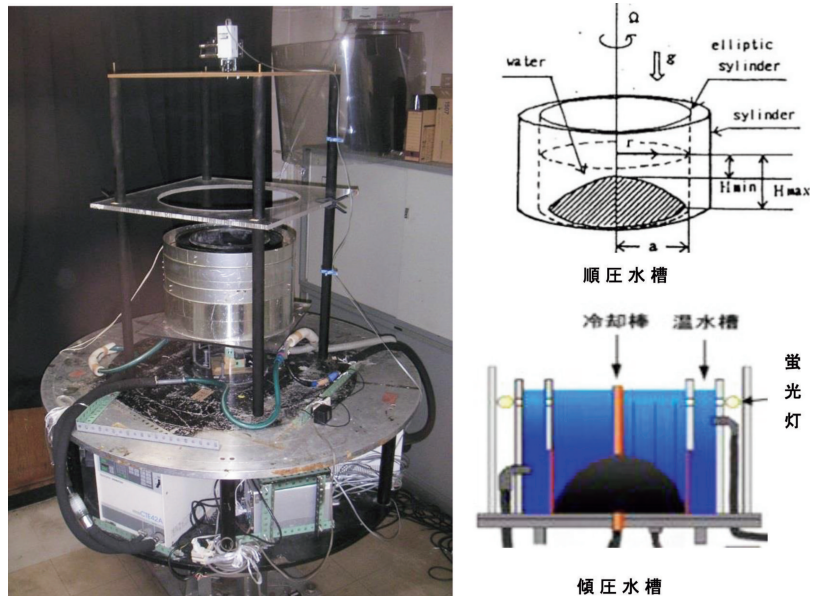 Ω
g
water
elliptic
sylinder
sylinder
r
Hmin
Hmax
a
順圧水槽
冷却棒
温水槽
蛍光灯
傾圧水槽